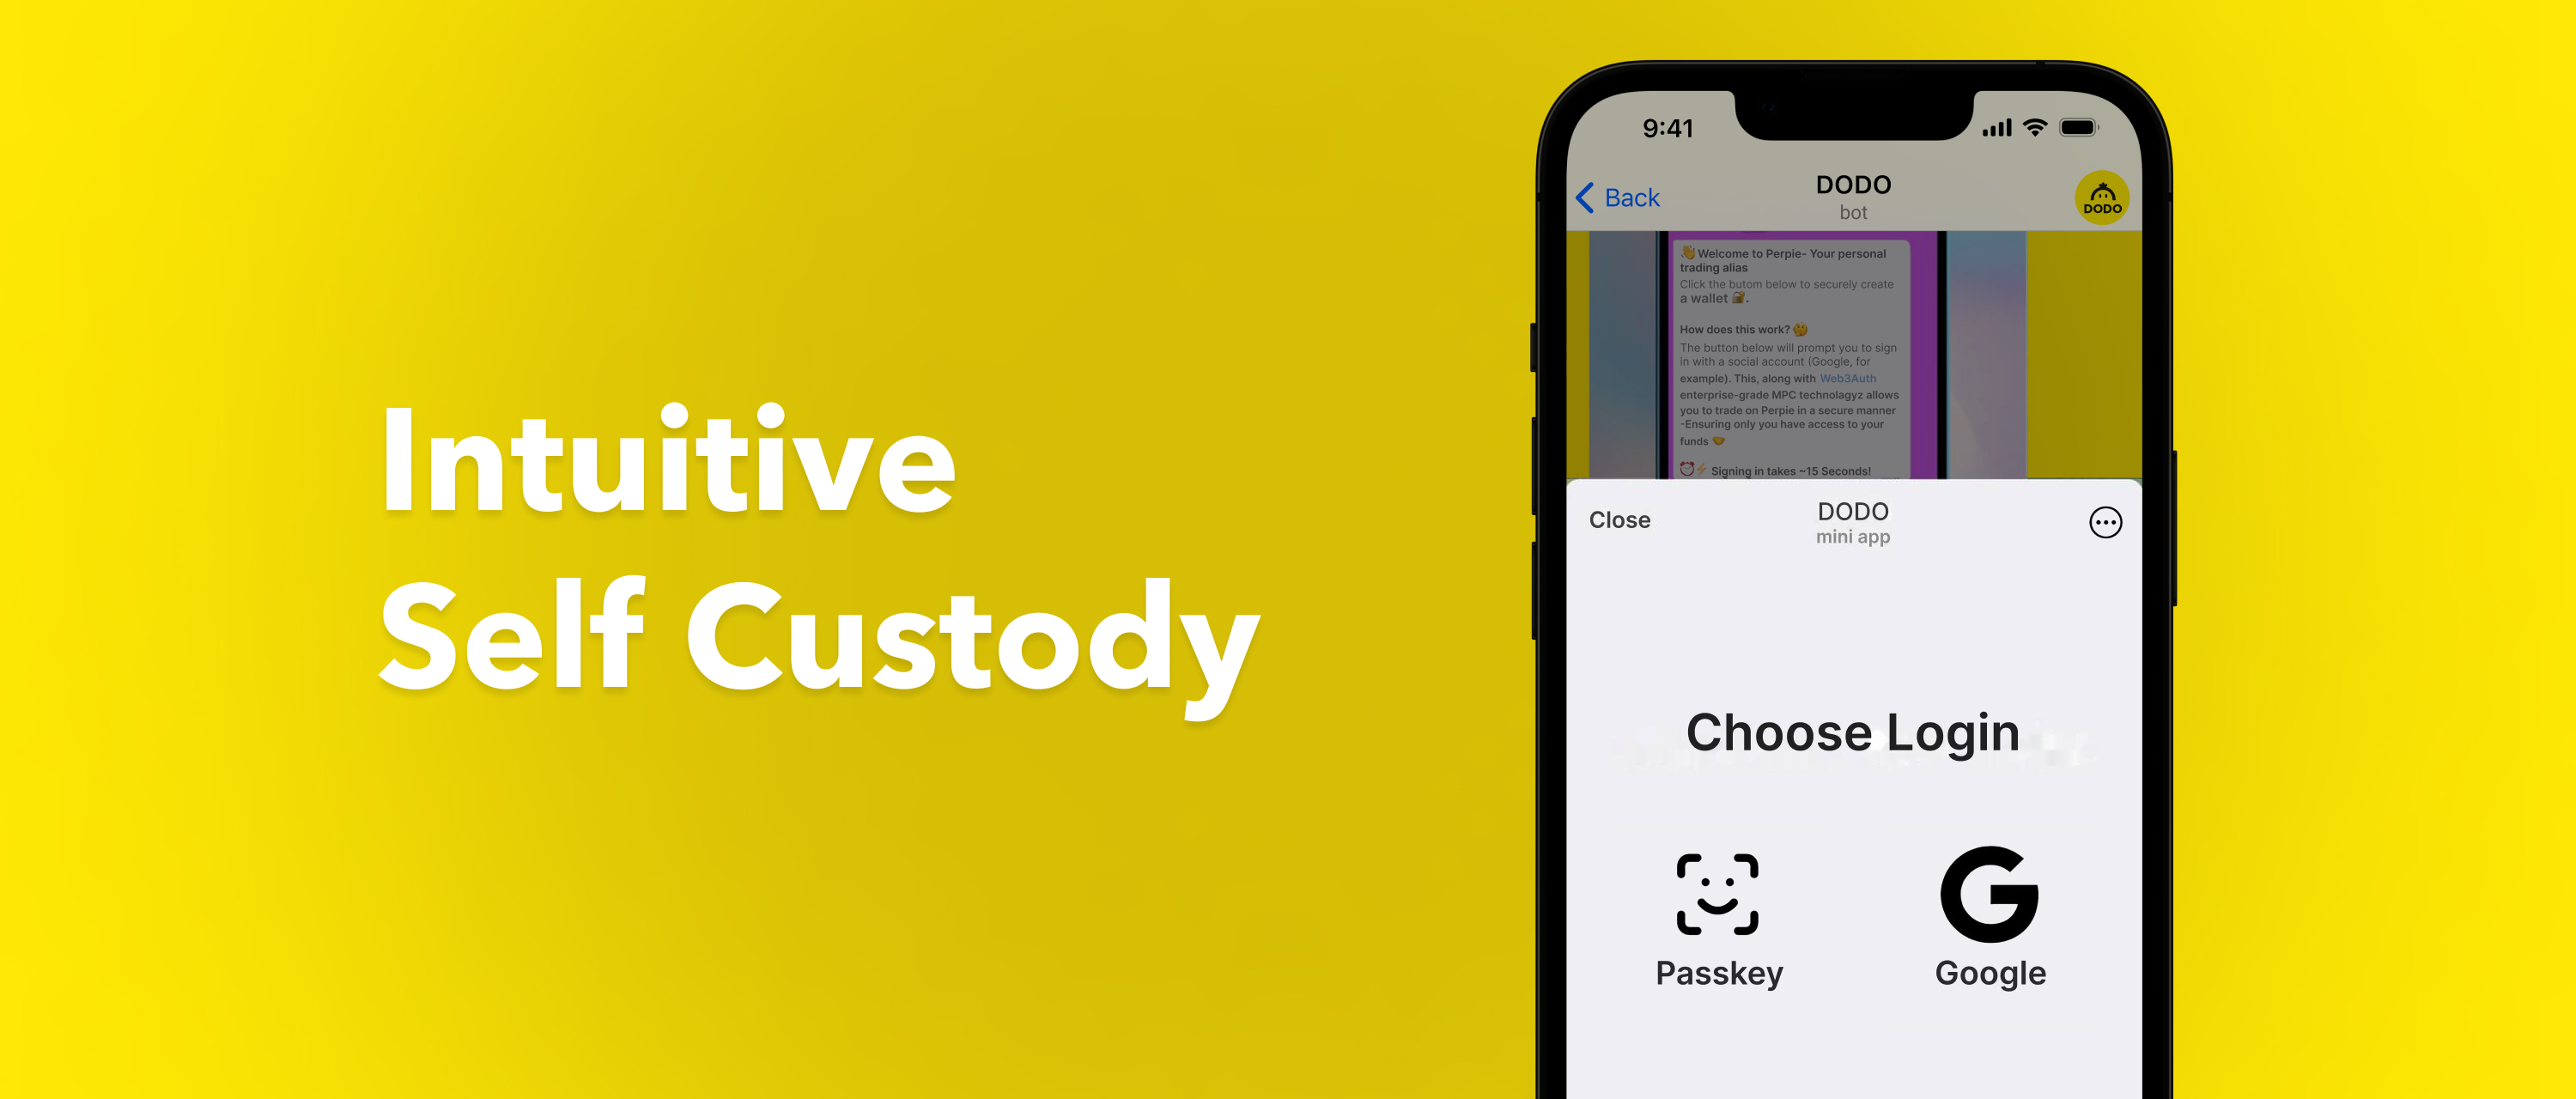 Intuitive
Self Custody
9:41
Back
DODO
bot
DODO
👋 Welcome to Perpie- Your personal
trading alias
Click the butom below to securely create
a wallet 🔐.
How does this work? 🤔
The button below will prompt you to sign
in with a social account (Google, for
example). This, along with Web3Auth
enterprise-grade MPC technolagyz allows
you to trade on Perpie in a secure manner
-Ensuring only you have access to your
funds 🤝
⏰⚡ Signing in takes ~15 Seconds!
Close
DODO
mini app
Choose Login
Passkey
Google